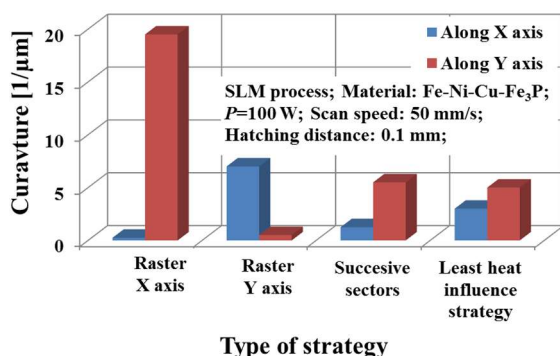 Along X axis
Along Y axis
SLM process; Material: Fe-Ni-Cu-Fe₃P;
P=100 W; Scan speed: 50 mm/s;
Hatching distance: 0.1 mm;
Curavture [1/μm]
20
15
10
5
0
Raster
X axis
Raster
Y axis
Succesive
sectors
Least heat
influence
strategy
Type of strategy